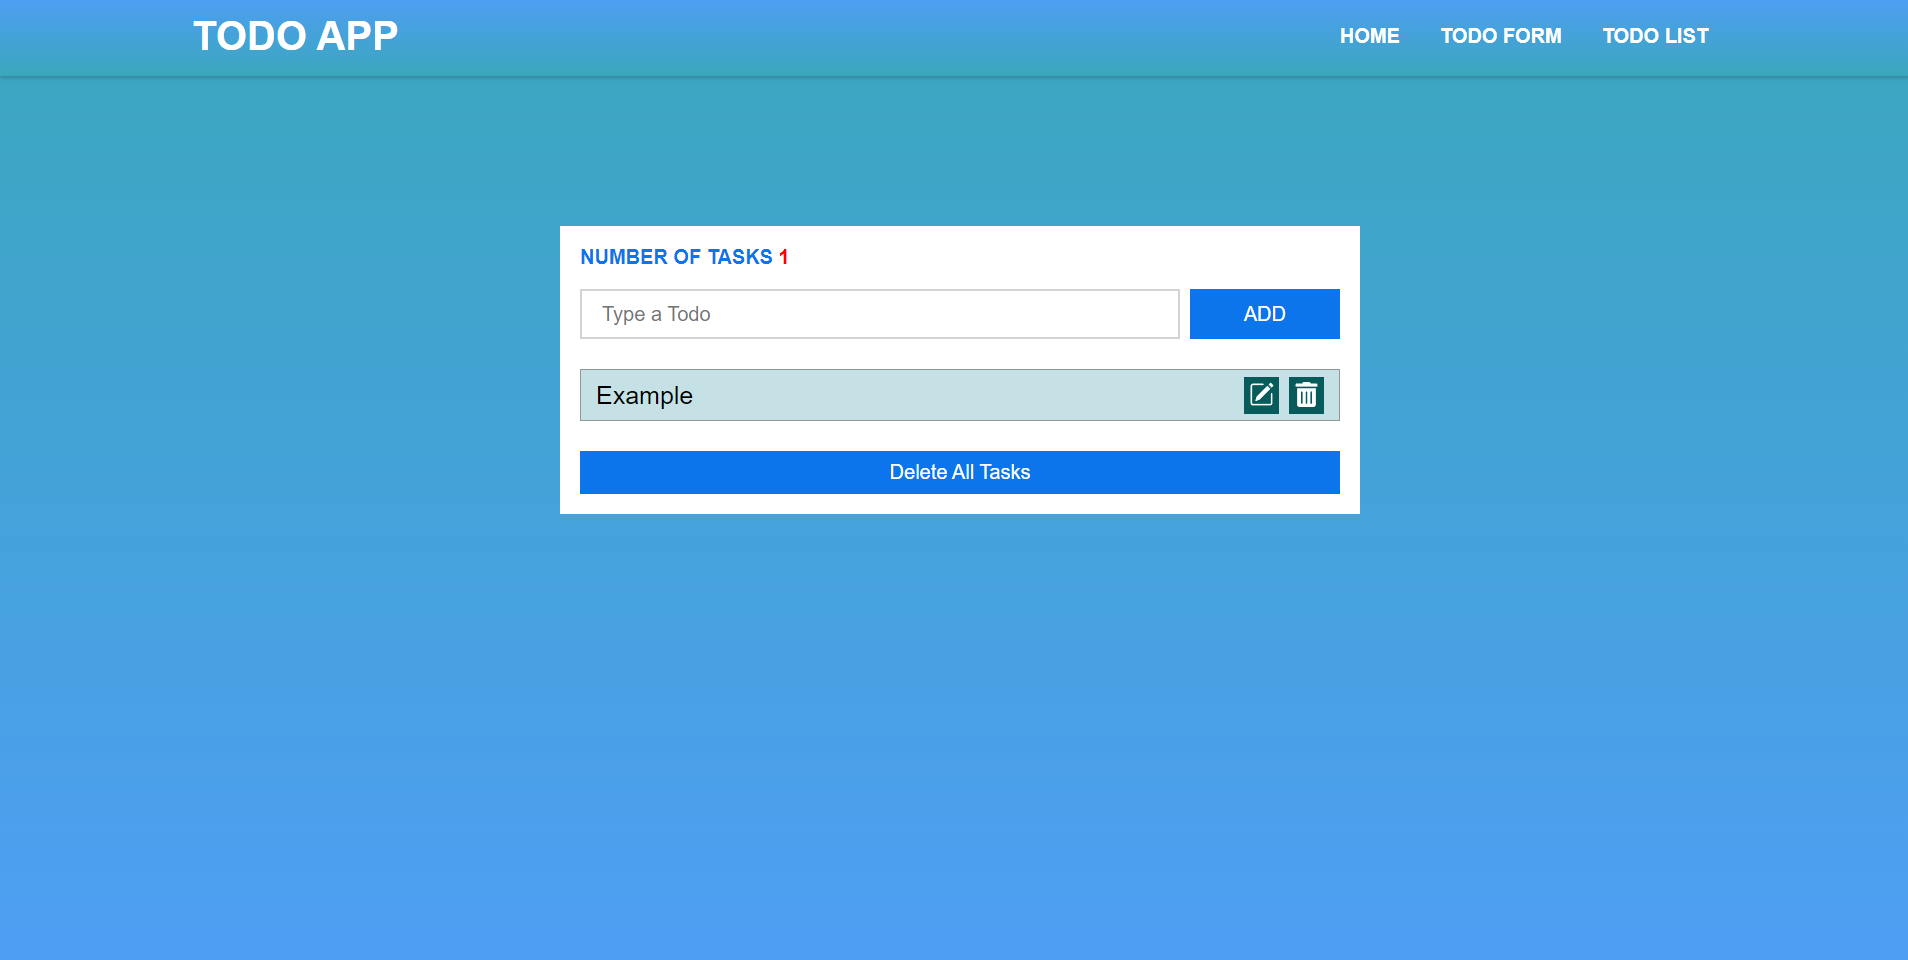 TODO APP
HOME TODO FORM TODO LIST
NUMBER OF TASKS 1
Type a Todo
ADD
Example
Delete All Tasks